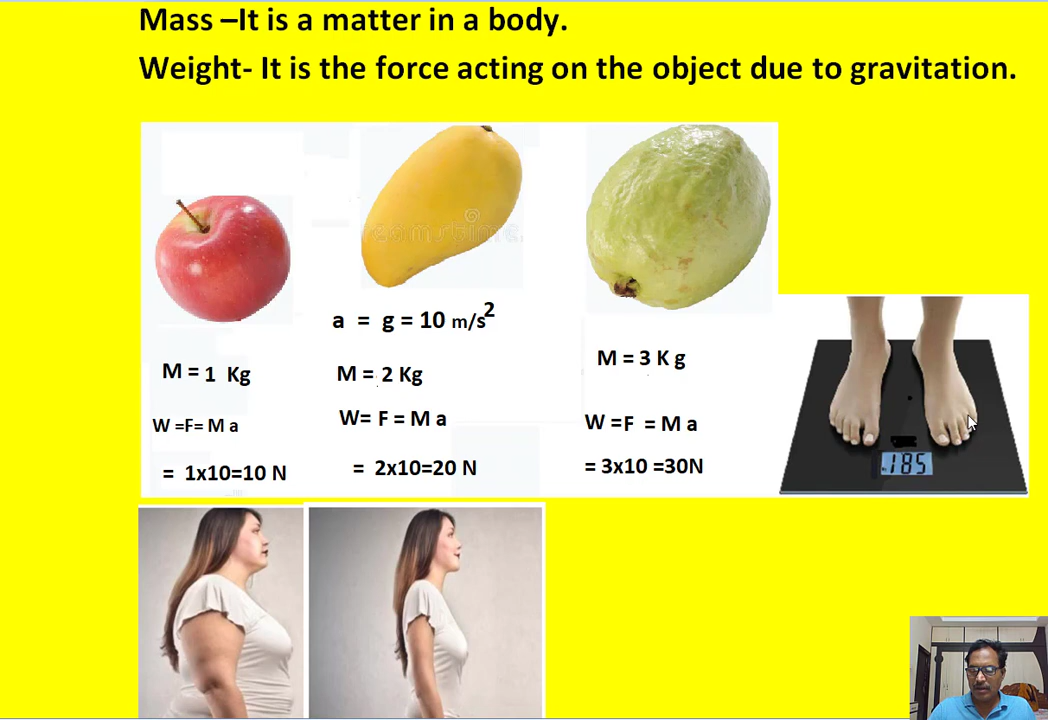 Mass –It is a matter in a body.
Weight- It is the force acting on the object due to gravitation.
a = g = 10 m/s²
M = 1 Kg
W =F= M a
= 1x10=10 N
M = 2 Kg
W= F = M a
= 2x10=20 N
M = 3 K g
W =F = M a
= 3x10 =30N
185